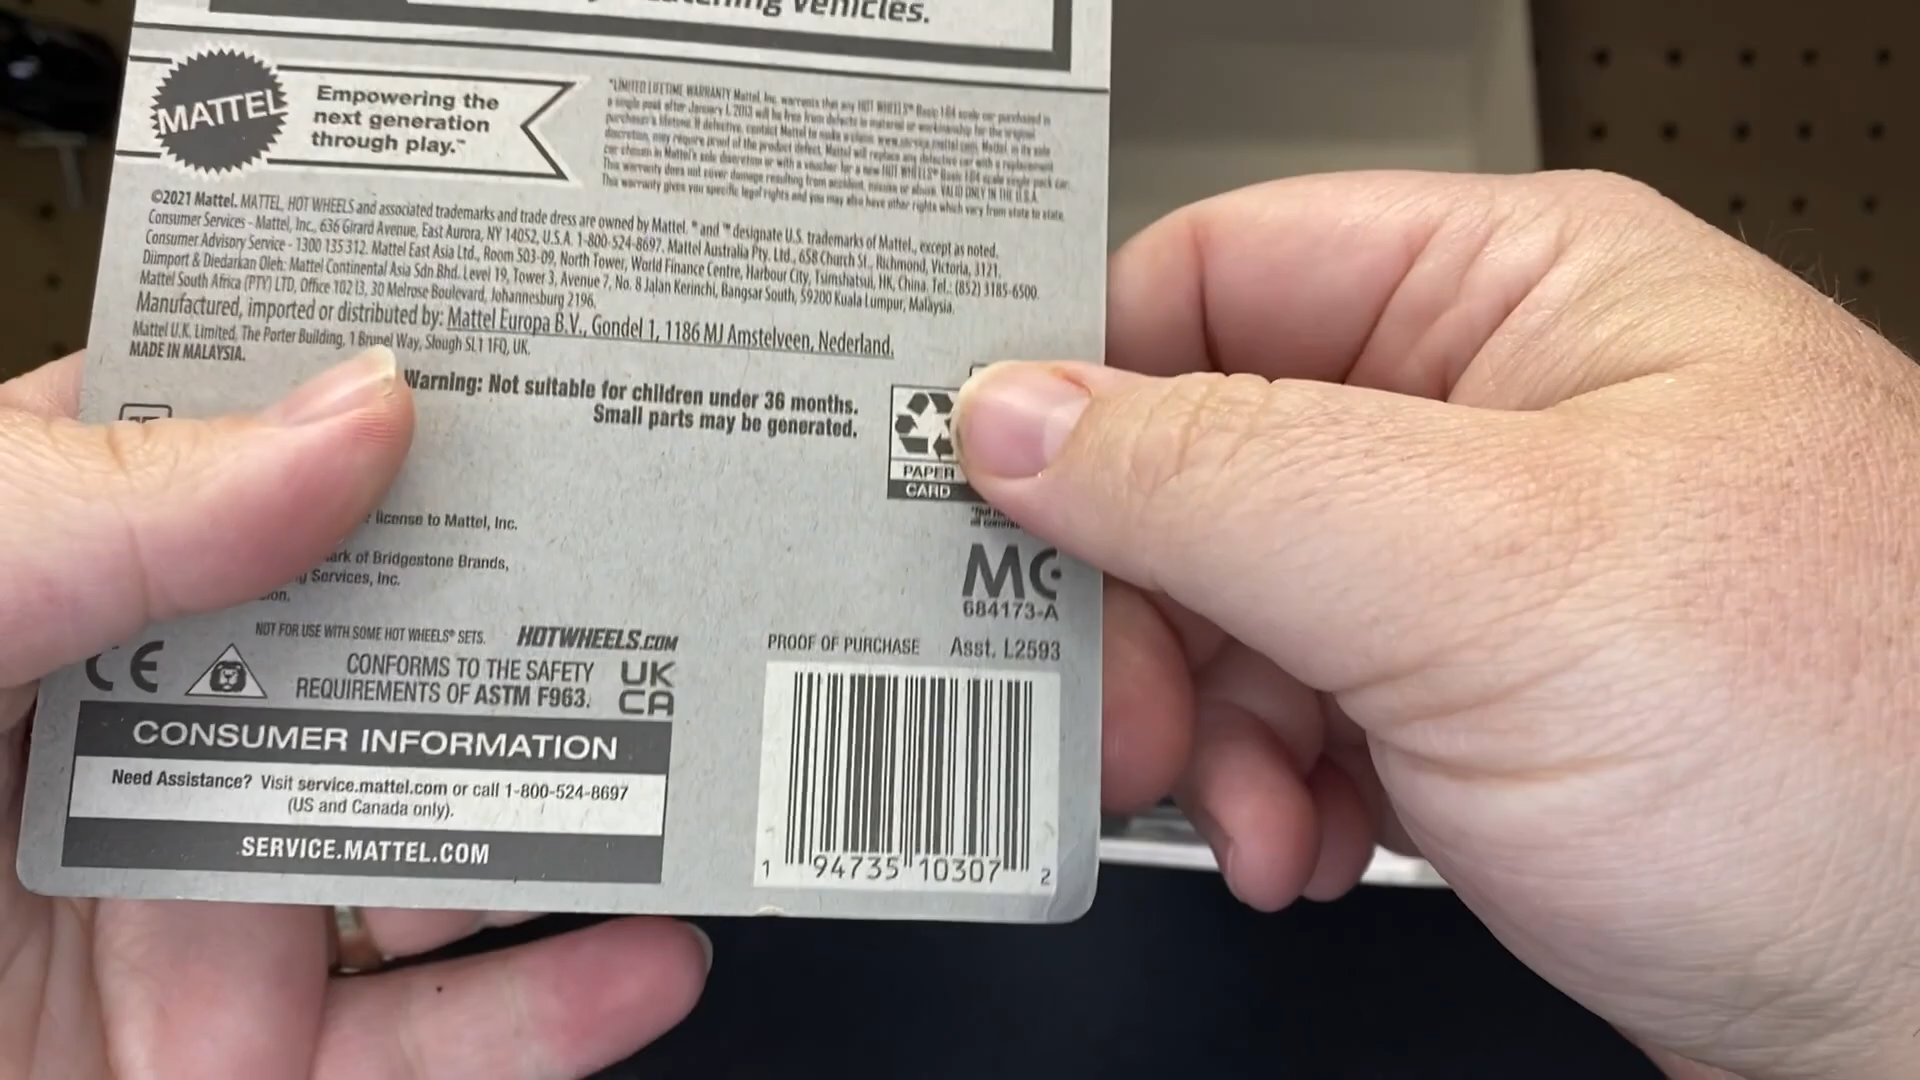 Vehicles.
MATTEL
Empowering the
next generation
through play.™
*LIMITED LIFETIME WARRANTY Mattel, Inc. warrants that any HOT WHEELS® Basic 1:64 scale car purchased in
a single pack after January 1, 2013 will be free from defects in material or workmanship for the original
purchaser's lifetime. If defective, contact Mattel to make a claim: www.service.mattel.com. Mattel, in its sole
discretion, may require proof of the product defect. Mattel will replace any defective car with a replacement
car chosen in Mattel's sole discretion or with a voucher for a new HOT WHEELS® Basic 1:64 scale single pack car.
This warranty does not cover damage resulting from accident, misuse or abuse. VALID ONLY IN THE U.S.A.
This warranty gives you specific legal rights and you may also have other rights which vary from state to state.
©2021 Mattel. MATTEL, HOT WHEELS and associated trademarks and trade dress are owned by Mattel. ® and ™ designate U.S. trademarks of Mattel, except as noted.
Consumer Services - Mattel, Inc., 636 Girard Avenue, East Aurora, NY 14052, U.S.A. 1-800-524-8697. Mattel Australia Pty. Ltd., 658 Church St., Richmond, Victoria, 3121.
Consumer Advisory Service - 1300 135 312. Mattel East Asia Ltd., Room 503-09, North Tower, World Finance Centre, Harbour City, Tsimshatsui, HK, China. Tel.: (852) 3185-6500.
Diimport & Diedarkan Oleh: Mattel Continental Asia Sdn Bhd. Level 19, Tower 3, Avenue 7, No. 8 Jalan Kerinchi, Bangsar South, 59200 Kuala Lumpur, Malaysia.
Mattel South Africa (PTY) LTD, Office 102 I3, 30 Melrose Boulevard, Johannesburg 2196.
Manufactured, imported or distributed by: Mattel Europa B.V., Gondel 1, 1186 MJ Amstelveen, Nederland.
Mattel U.K. Limited, The Porter Building, 1 Brunel Way, Slough SL1 1FQ, UK.
MADE IN MALAYSIA.
Warning: Not suitable for children under 36 months.
Small parts may be generated.
PAPER
CARD
license to Mattel, Inc.
of Bridgestone Brands,
Services, Inc.
MC
684173-A
NOT FOR USE WITH SOME HOT WHEELS® SETS. HOTWHEELS.COM
PROOF OF PURCHASE Asst. L2593
CE
CONFORMS TO THE SAFETY
REQUIREMENTS OF ASTM F963.
UK
CA
CONSUMER INFORMATION
Need Assistance? Visit service.mattel.com or call 1-800-524-8697
(US and Canada only).
SERVICE.MATTEL.COM
1 94735 10307 2